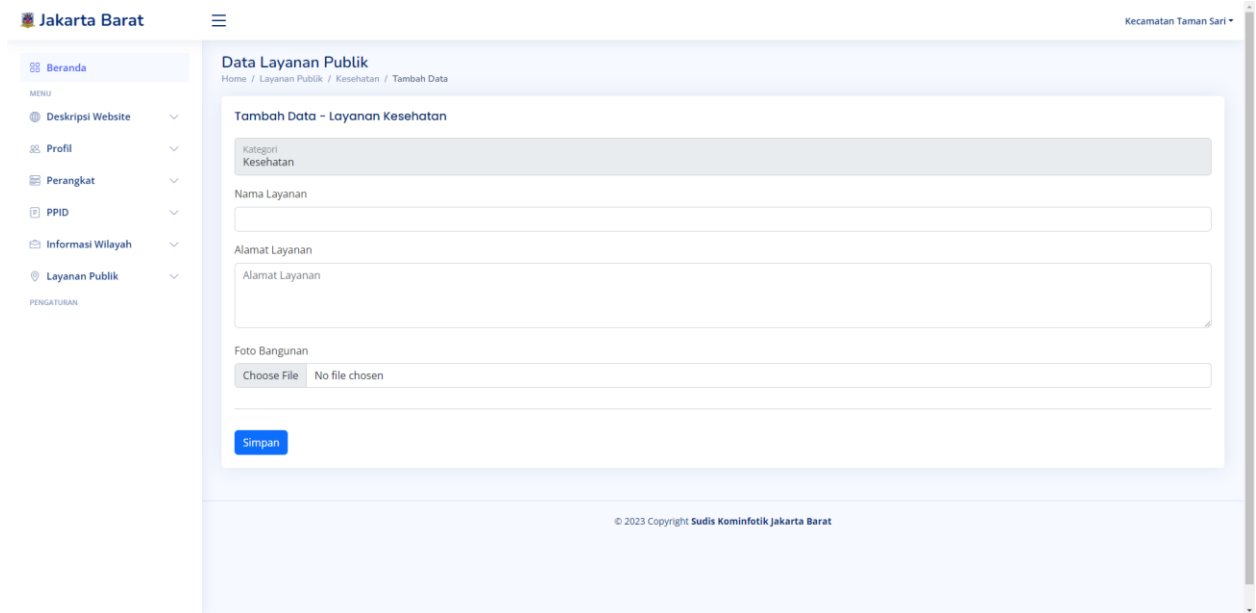 Jakarta Barat
Kecamatan Taman Sari
Beranda
MENU
Deskripsi Website
Profil
Perangkat
PPID
Informasi Wilayah
Layanan Publik
PENGATURAN
Data Layanan Publik
Home / Layanan Publik / Kesehatan / Tambah Data
Tambah Data - Layanan Kesehatan
Kategori
Kesehatan
Nama Layanan
Alamat Layanan
Alamat Layanan
Foto Bangunan
Choose File No file chosen
Simpan
© 2023 Copyright Sudis Kominfotik Jakarta Barat